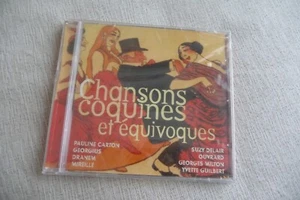 Chansons
coquines
et équivoques
PAULINE CARTON
GEORGIUS
DRANEM
MIREILLE
SUZY DELAIR
OUVRARD
GEORGES MILTON
YVETTE GUILBERT